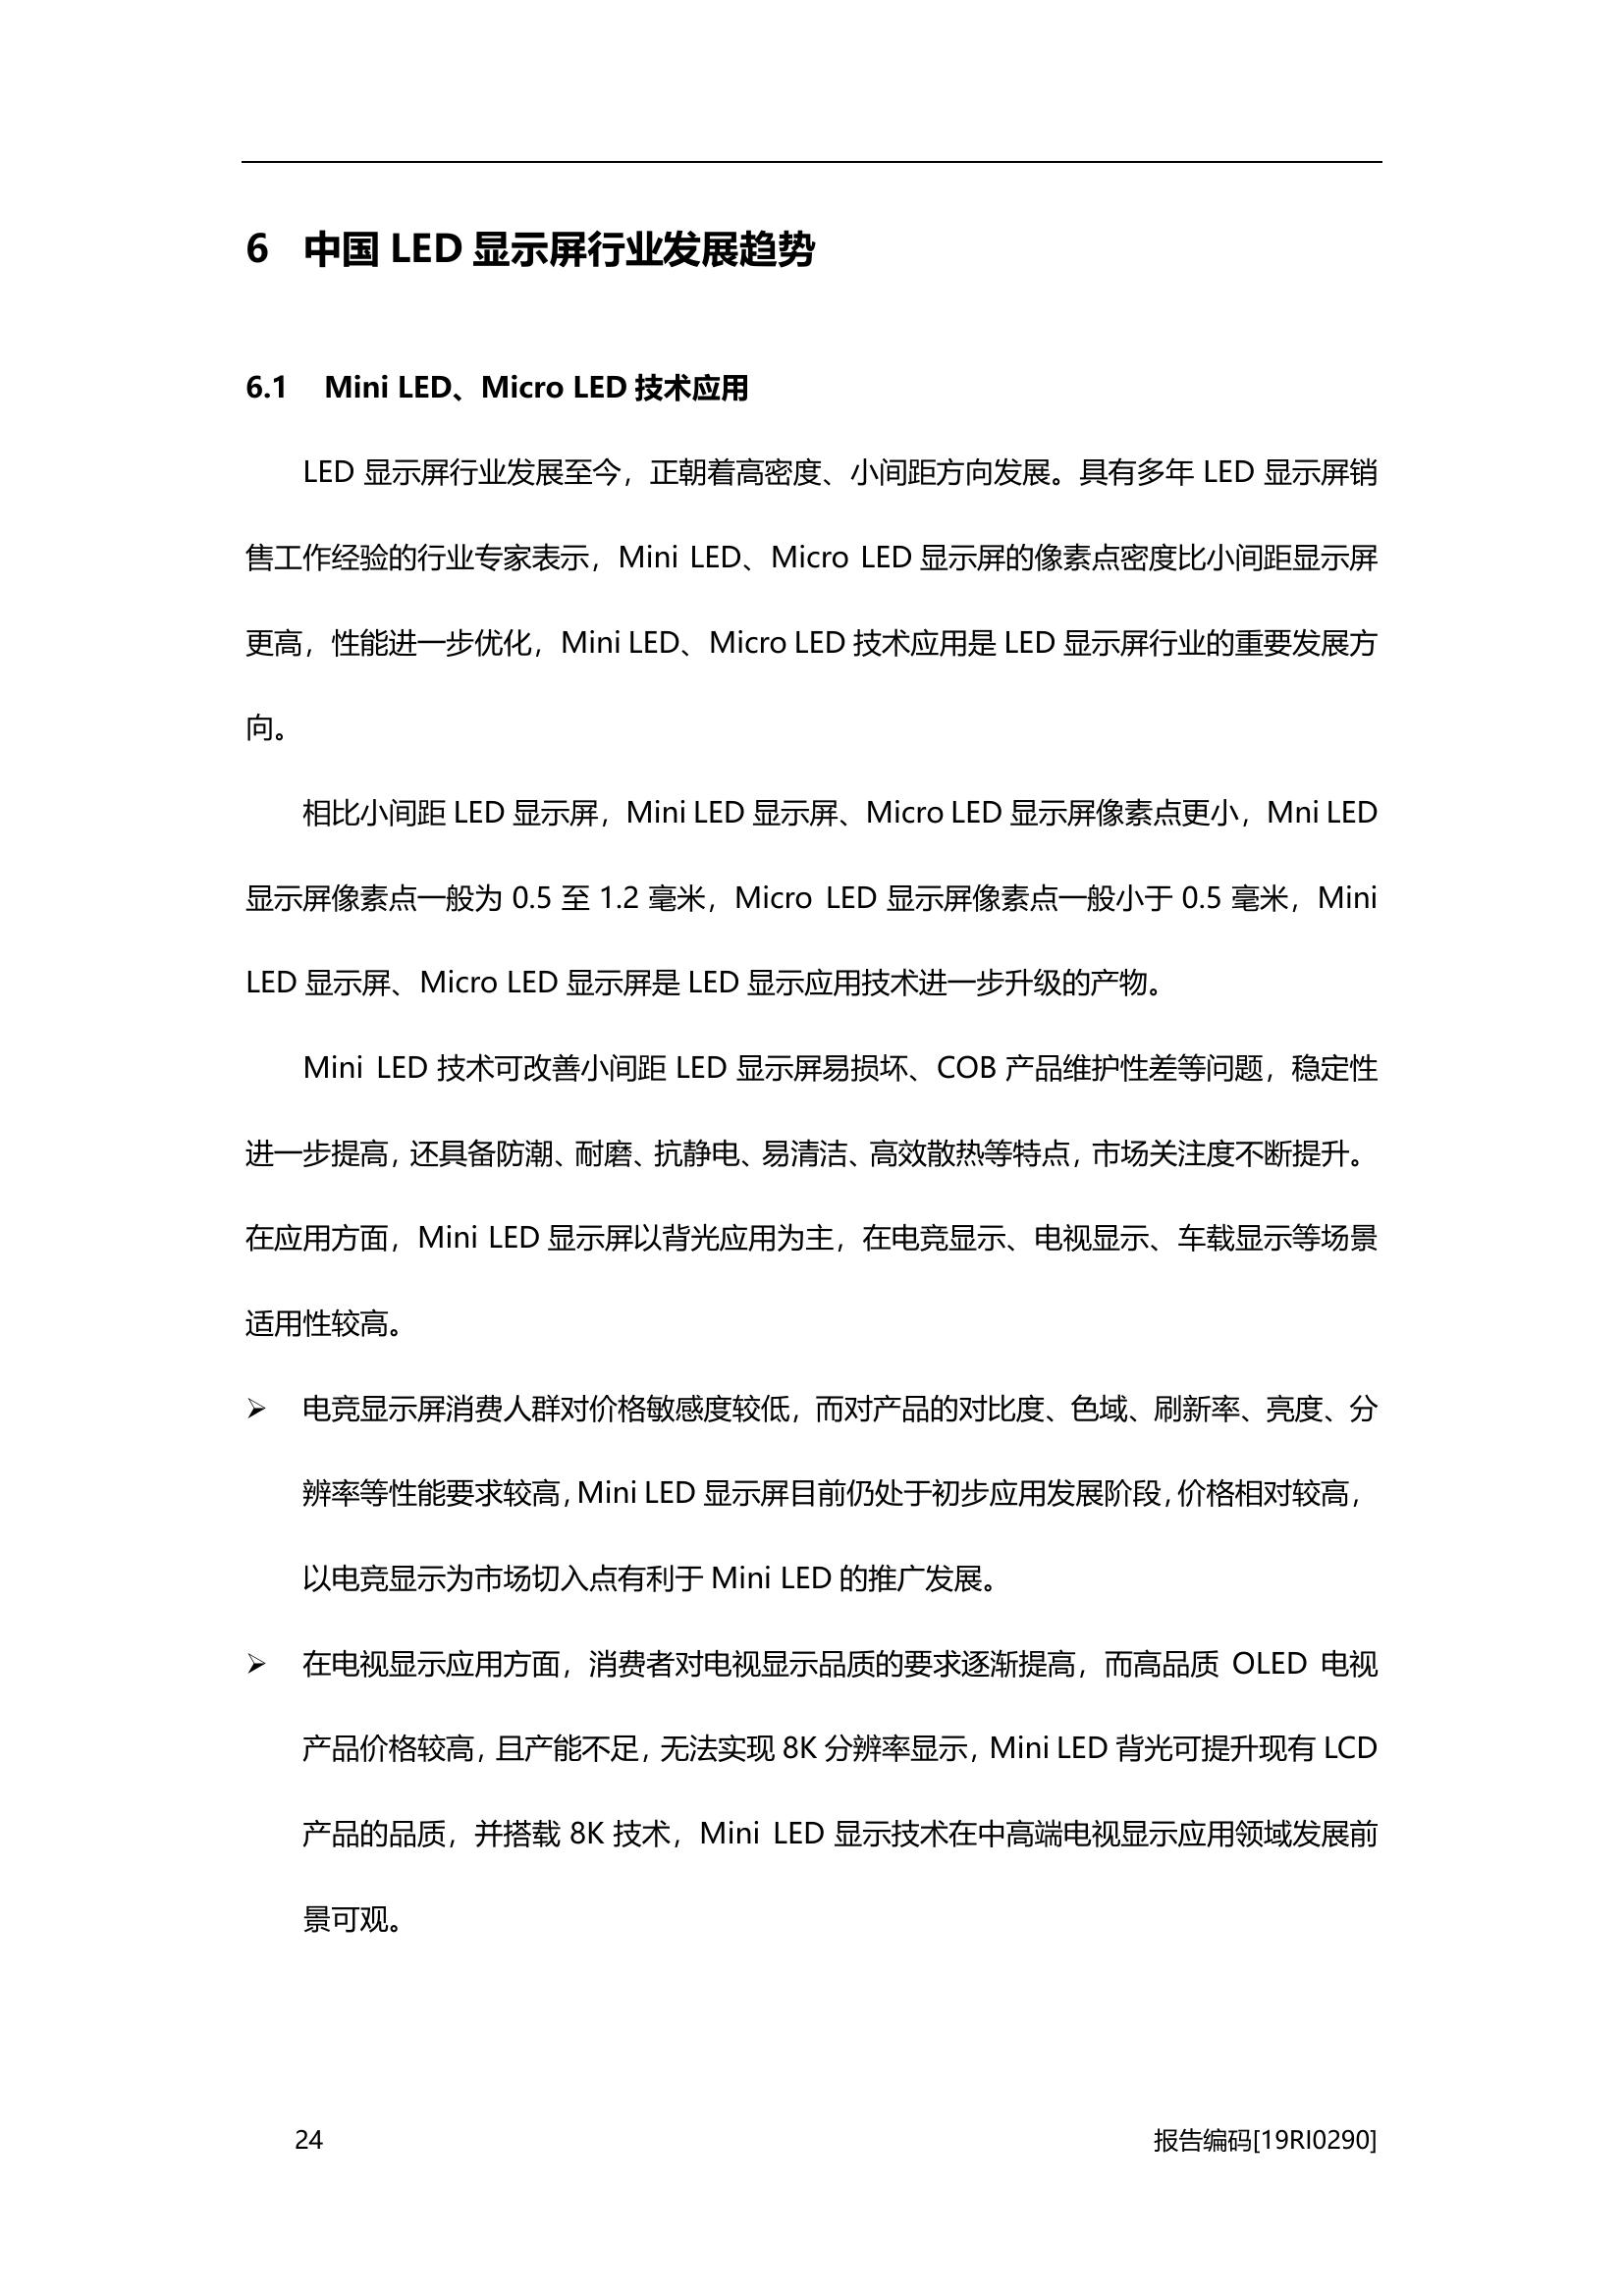 6 中国 LED 显示屏行业发展趋势
6.1 Mini LED、Micro LED 技术应用
LED 显示屏行业发展至今，正朝着高密度、小间距方向发展。具有多年 LED 显示屏销
售工作经验的行业专家表示，Mini LED、Micro LED 显示屏的像素点密度比小间距显示屏
更高，性能进一步优化，Mini LED、Micro LED 技术应用是 LED 显示屏行业的重要发展方
向。
相比小间距 LED 显示屏，Mini LED 显示屏、Micro LED 显示屏像素点更小，Mni LED
显示屏像素点一般为 0.5 至 1.2 毫米，Micro LED 显示屏像素点一般小于 0.5 毫米，Mini
LED 显示屏、Micro LED 显示屏是 LED 显示应用技术进一步升级的产物。
Mini LED 技术可改善小间距 LED 显示屏易损坏、COB 产品维护性差等问题，稳定性
进一步提高，还具备防潮、耐磨、抗静电、易清洁、高效散热等特点，市场关注度不断提升。
在应用方面，Mini LED 显示屏以背光应用为主，在电竞显示、电视显示、车载显示等场景
适用性较高。
➢ 电竞显示屏消费人群对价格敏感度较低，而对产品的对比度、色域、刷新率、亮度、分
辨率等性能要求较高，Mini LED 显示屏目前仍处于初步应用发展阶段，价格相对较高，
以电竞显示为市场切入点有利于 Mini LED 的推广发展。
➢ 在电视显示应用方面，消费者对电视显示品质的要求逐渐提高，而高品质 OLED 电视
产品价格较高，且产能不足，无法实现 8K 分辨率显示，Mini LED 背光可提升现有 LCD
产品的品质，并搭载 8K 技术，Mini LED 显示技术在中高端电视显示应用领域发展前
景可观。
24 报告编码[19RI0290]